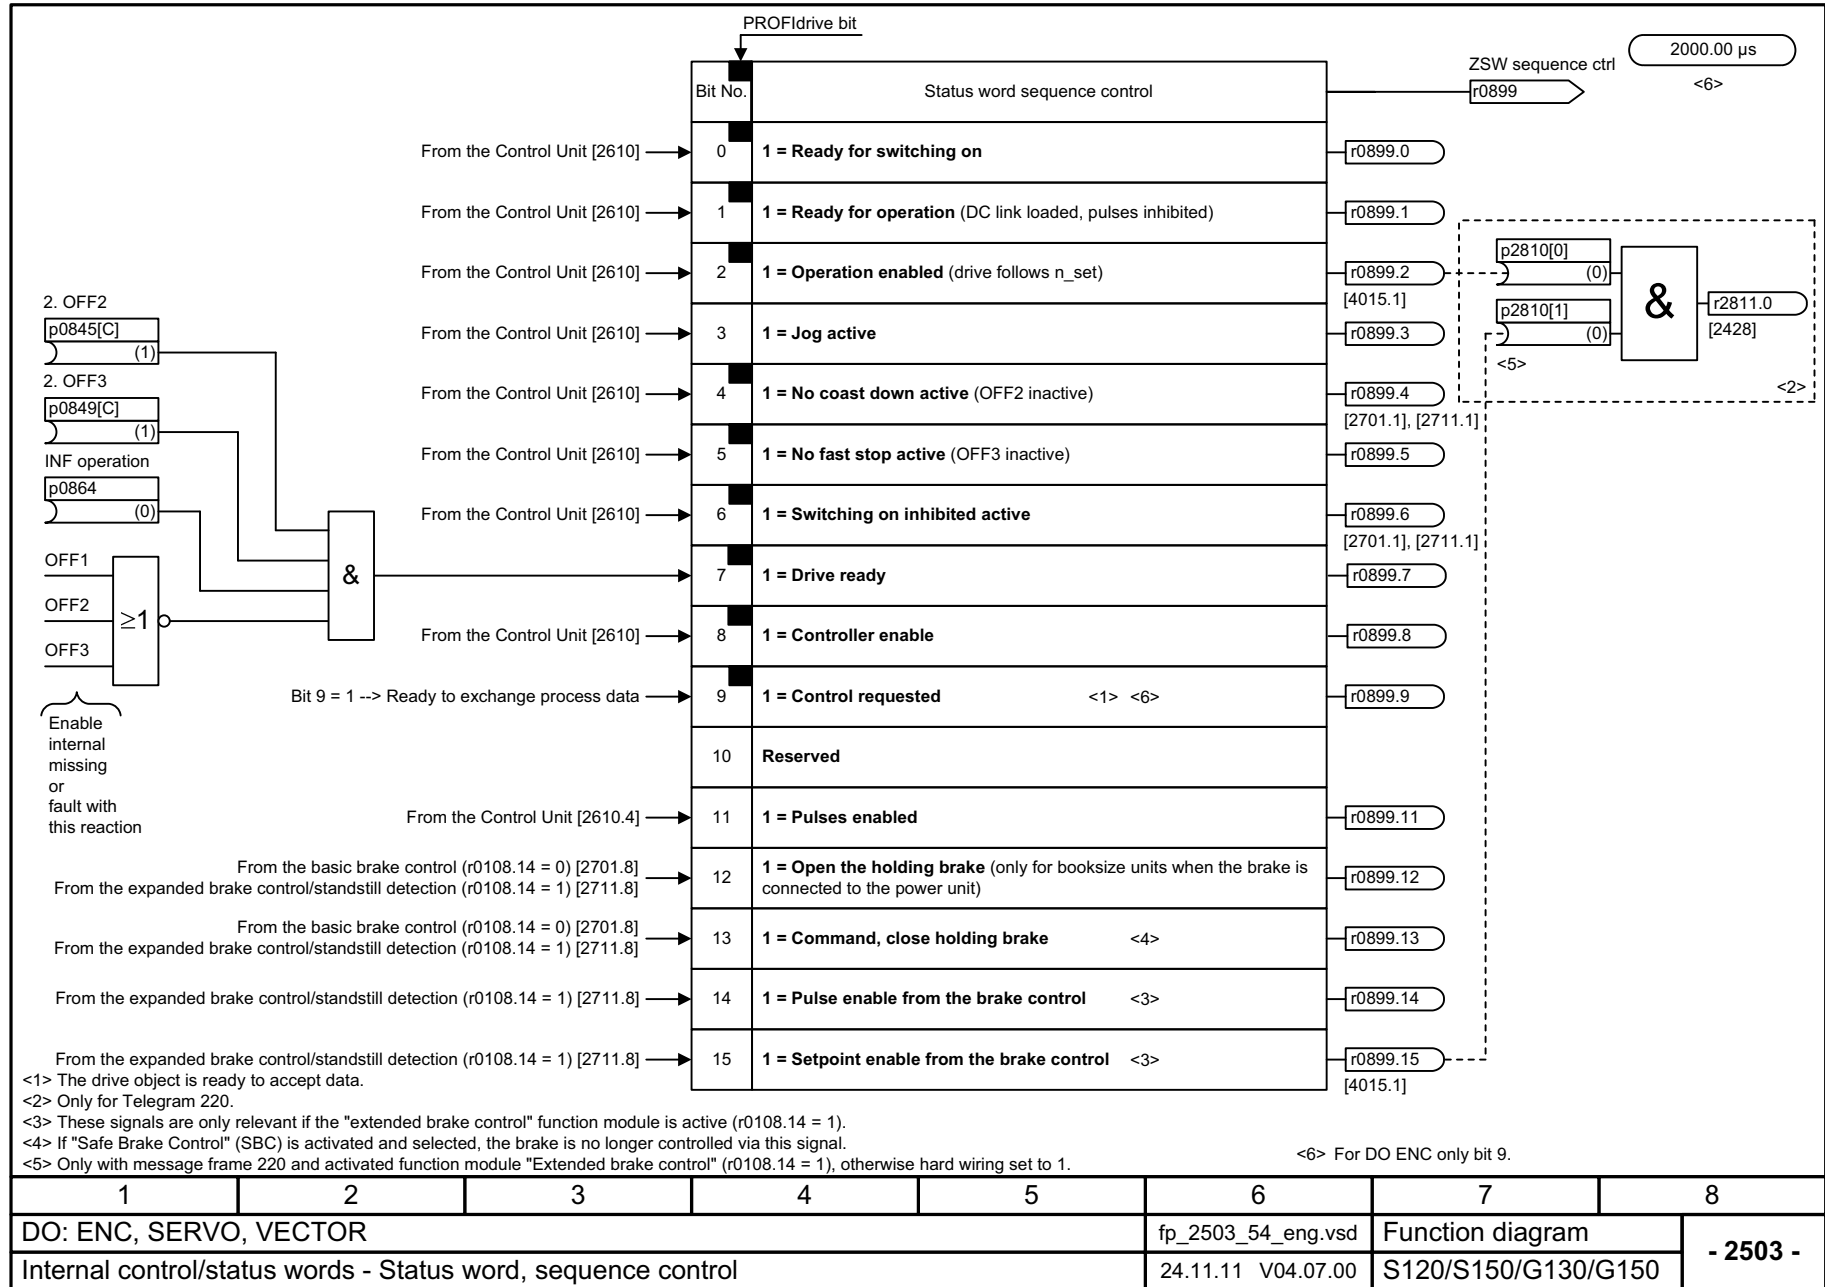 PROFIdrive bit
2000.00 µs
<6>
ZSW sequence ctrl
r0899
Bit No.
Status word sequence control
From the Control Unit [2610]
0
1 = Ready for switching on
r0899.0
From the Control Unit [2610]
1
1 = Ready for operation (DC link loaded, pulses inhibited)
r0899.1
From the Control Unit [2610]
2
1 = Operation enabled (drive follows n_set)
r0899.2
[4015.1]
p2810[0]
(0)
p2810[1]
(0)
<5>
&
r2811.0
[2428]
<2>
2. OFF2
p0845[C]
(1)
From the Control Unit [2610]
3
1 = Jog active
r0899.3
2. OFF3
p0849[C]
(1)
From the Control Unit [2610]
4
1 = No coast down active (OFF2 inactive)
r0899.4
[2701.1], [2711.1]
INF operation
p0864
(0)
From the Control Unit [2610]
5
1 = No fast stop active (OFF3 inactive)
r0899.5
From the Control Unit [2610]
6
1 = Switching on inhibited active
r0899.6
[2701.1], [2711.1]
OFF1
OFF2
OFF3
≥1
&
7
1 = Drive ready
r0899.7
From the Control Unit [2610]
8
1 = Controller enable
r0899.8
Enable
internal
missing
or
fault with
this reaction
Bit 9 = 1 --> Ready to exchange process data
9
1 = Control requested <1> <6>
r0899.9
10
Reserved
From the Control Unit [2610.4]
11
1 = Pulses enabled
r0899.11
From the basic brake control (r0108.14 = 0) [2701.8]
From the expanded brake control/standstill detection (r0108.14 = 1) [2711.8]
12
1 = Open the holding brake (only for booksize units when the brake is
connected to the power unit)
r0899.12
From the basic brake control (r0108.14 = 0) [2701.8]
From the expanded brake control/standstill detection (r0108.14 = 1) [2711.8]
13
1 = Command, close holding brake <4>
r0899.13
From the expanded brake control/standstill detection (r0108.14 = 1) [2711.8]
14
1 = Pulse enable from the brake control <3>
r0899.14
From the expanded brake control/standstill detection (r0108.14 = 1) [2711.8]
15
1 = Setpoint enable from the brake control <3>
r0899.15
[4015.1]
<1> The drive object is ready to accept data.
<2> Only for Telegram 220.
<3> These signals are only relevant if the "extended brake control" function module is active (r0108.14 = 1).
<4> If "Safe Brake Control" (SBC) is activated and selected, the brake is no longer controlled via this signal.
<5> Only with message frame 220 and activated function module "Extended brake control" (r0108.14 = 1), otherwise hard wiring set to 1.
<6> For DO ENC only bit 9.
1 2 3 4 5 6 7 8
DO: ENC, SERVO, VECTOR
fp_2503_54_eng.vsd
Function diagram
- 2503 -
Internal control/status words - Status word, sequence control
24.11.11 V04.07.00
S120/S150/G130/G150